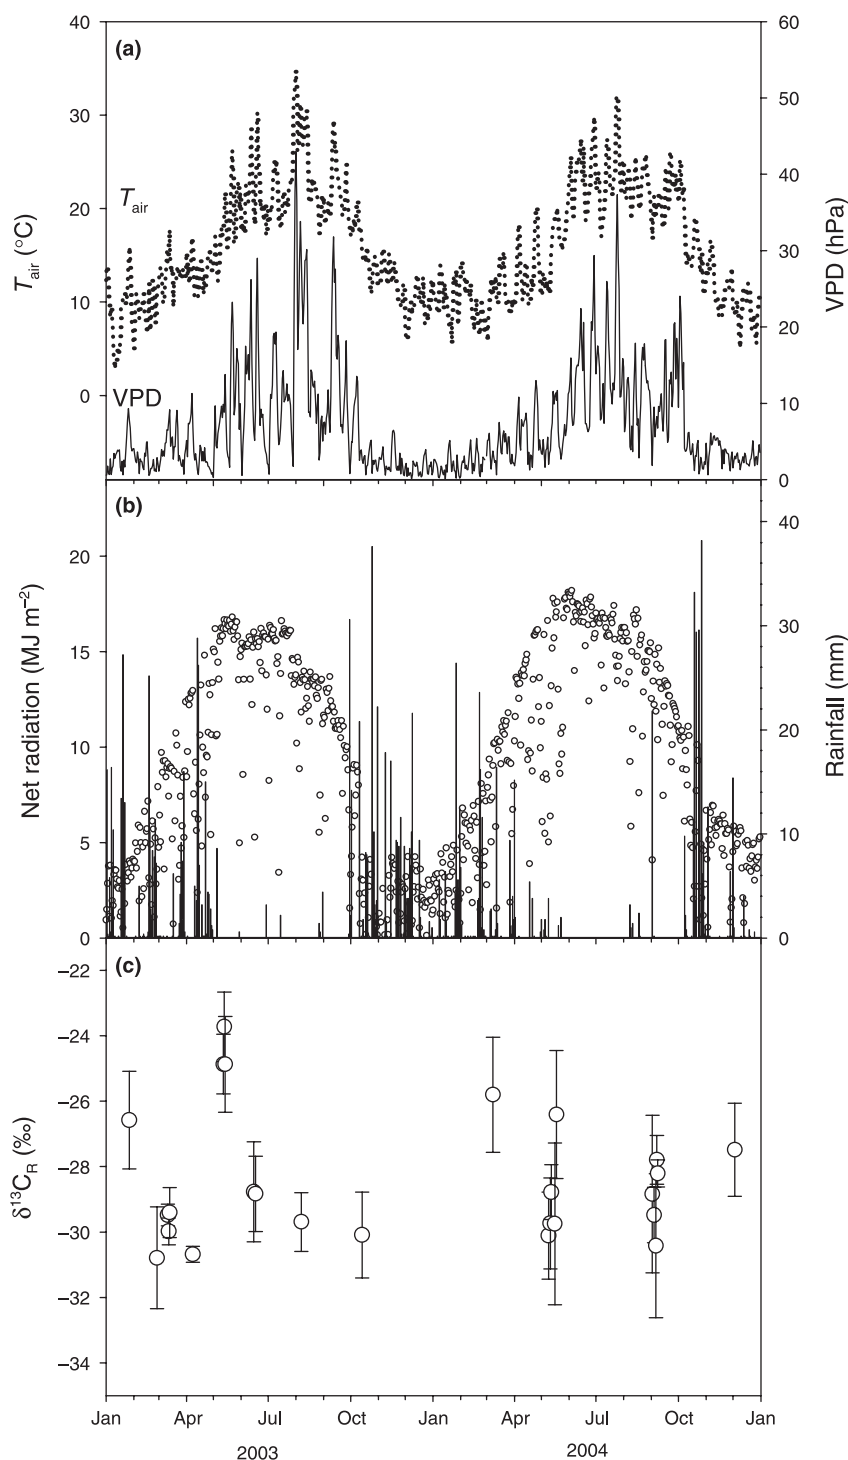 40
60
(a)
30
50
40
T_air
20
30
T_air (°C)
VPD (hPa)
10
20
0
VPD
10
0
(b)
40
20
30
15
Net radiation (MJ m⁻²)
Rainfall (mm)
20
10
10
5
0
0
(c)
−22
−24
−26
−28
δ¹³C_R (‰)
−30
−32
−34
Jan Apr Jul Oct Jan Apr Jul Oct Jan
2003 2004